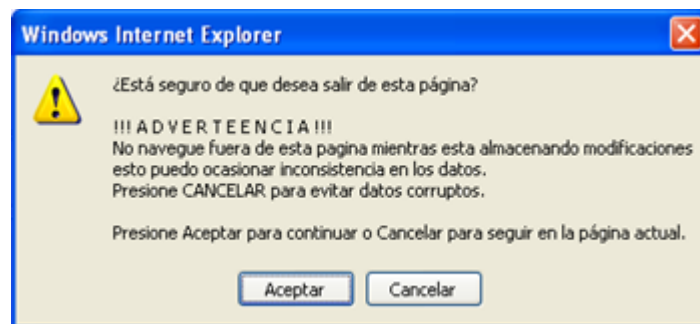 Windows Internet Explorer
¿Está seguro de que desea salir de esta página?
!!! A D V E R T E E N C I A !!!
No navegue fuera de esta pagina mientras esta almacenando modificaciones
esto puedo ocasionar inconsistencia en los datos.
Presione CANCELAR para evitar datos corruptos.
Presione Aceptar para continuar o Cancelar para seguir en la página actual.
Aceptar
Cancelar